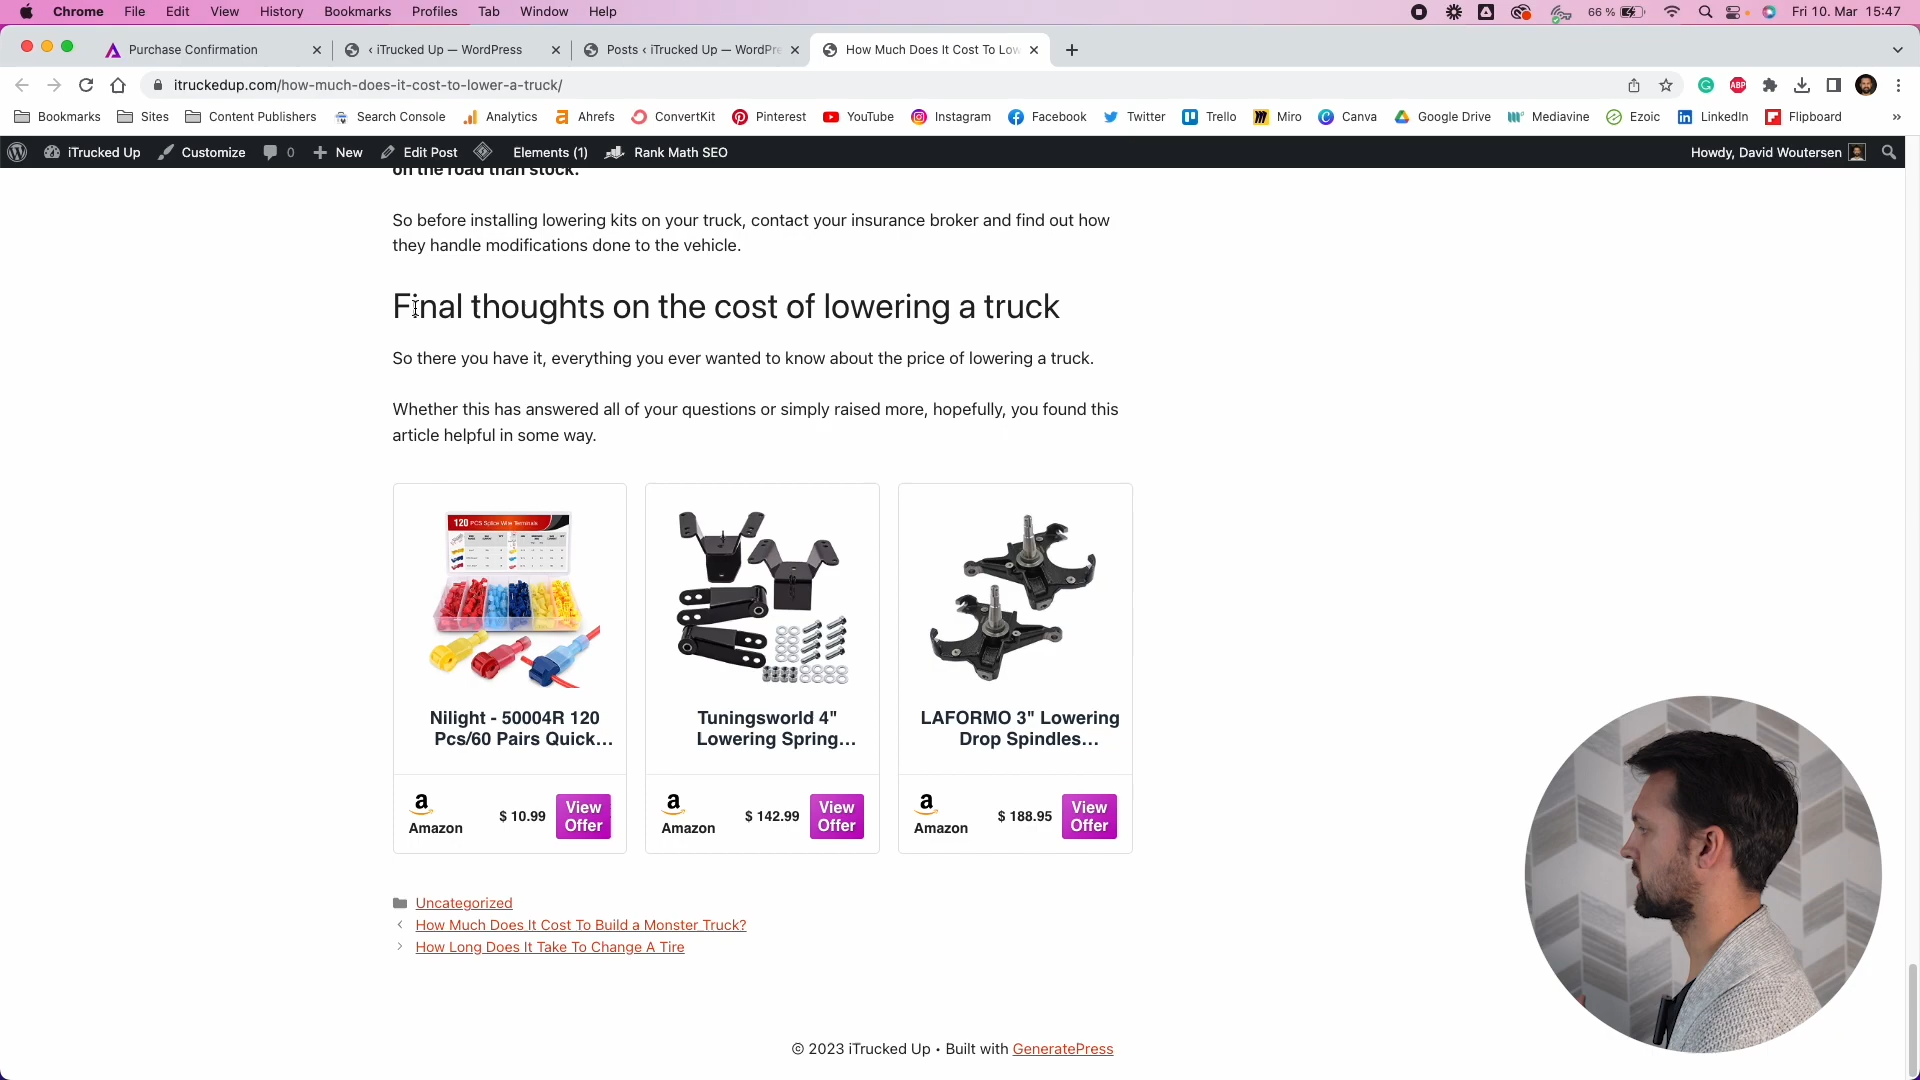 Chrome File Edit View History Bookmarks Profiles Tab Window Help
66 % Fri 10. Mar 15:47
Purchase Confirmation
‹ iTrucked Up — WordPress
Posts ‹ iTrucked Up — WordPre
How Much Does It Cost To Low
itruckedup.com/how-much-does-it-cost-to-lower-a-truck/
ABP
Bookmarks Sites Content Publishers Search Console Analytics Ahrefs ConvertKit Pinterest YouTube Instagram Facebook Twitter Trello Miro Canva Google Drive Mediavine Ezoic LinkedIn Flipboard »
iTrucked Up Customize 0 New Edit Post Elements (1) Rank Math SEO Howdy, David Woutersen
on the road than stock.
So before installing lowering kits on your truck, contact your insurance broker and find out how
they handle modifications done to the vehicle.
Final thoughts on the cost of lowering a truck
So there you have it, everything you ever wanted to know about the price of lowering a truck.
Whether this has answered all of your questions or simply raised more, hopefully, you found this
article helpful in some way.
120 PCS Splice Wire Terminals
Nilight - 50004R 120
Pcs/60 Pairs Quick...
a
Amazon
$ 10.99
View
Offer
Tuningsworld 4"
Lowering Spring...
a
Amazon
$ 142.99
View
Offer
LAFORMO 3" Lowering
Drop Spindles...
a
Amazon
$ 188.95
View
Offer
Uncategorized
‹ How Much Does It Cost To Build a Monster Truck?
› How Long Does It Take To Change A Tire
© 2023 iTrucked Up • Built with GeneratePress